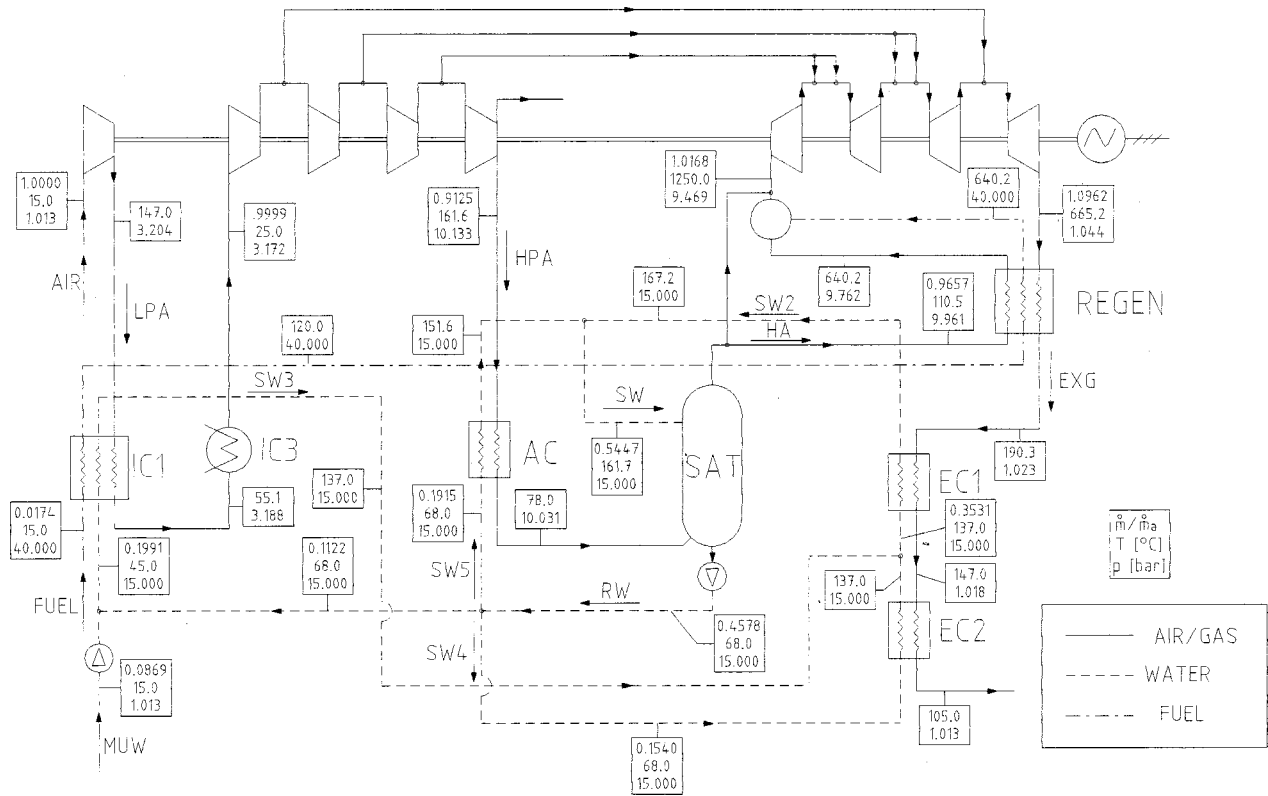 1.0168
1250.0
9.469
640.2
40.000
1.0000
15.0
1.013
0.9125
161.6
10.133
1.0962
665.2
1.044
147.0
3.204
.9999
25.0
3.172
HPA
AIR
167.2
15.000
640.2
9.762
0.9657
110.5
9.961
REGEN
LPA
SW2
HA
120.0
40.000
151.6
15.000
SW3
SW
EXG
IC1
IC3
AC
SAT
0.5447
161.7
15.000
190.3
1.023
EC1
137.0
15.000
0.0174
15.0
40.000
55.1
3.188
0.1915
68.0
15.000
78.0
10.031
0.3531
137.0
15.000
ṁ/ṁa
T [°C]
p [bar]
0.1991
45.0
15.000
0.1122
68.0
15.000
SW5
137.0
15.000
147.0
1.018
FUEL
RW
EC2
0.4578
68.0
15.000
SW4
AIR/GAS
WATER
FUEL
0.0869
15.0
1.013
MUW
105.0
1.013
0.1540
68.0
15.000